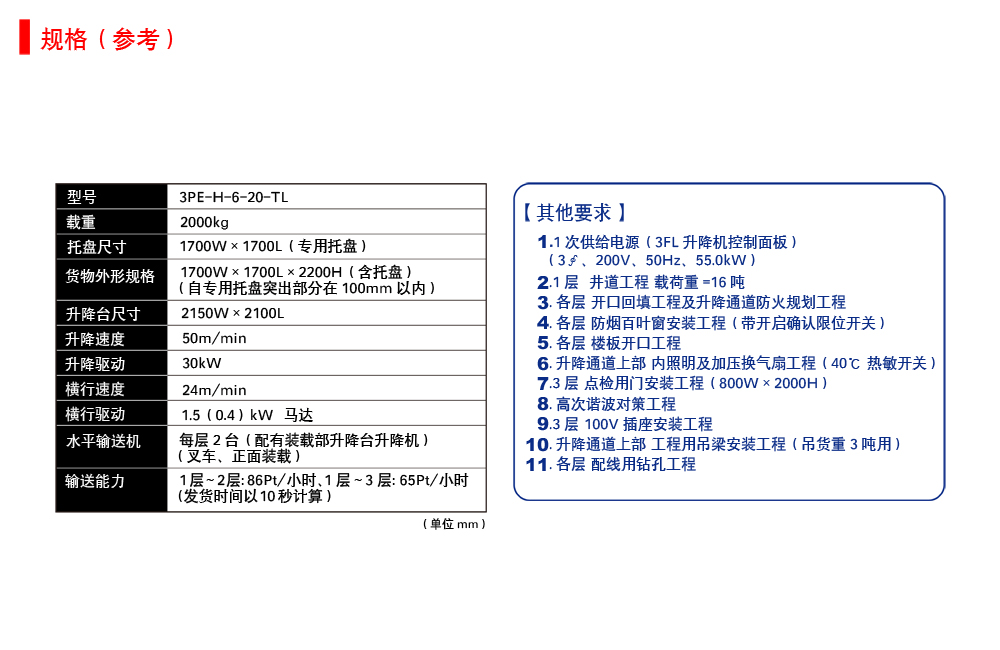 规格（参考）
型号 3PE-H-6-20-TL
载重 2000kg
托盘尺寸 1700W × 1700L（专用托盘）
货物外形规格 1700W × 1700L × 2200H（含托盘）
（自专用托盘突出部分在 100mm 以内）
升降台尺寸 2150W × 2100L
升降速度 50m/min
升降驱动 30kW
横行速度 24m/min
横行驱动 1.5（0.4）kW 马达
水平输送机 每层 2 台（配有装载部升降台升降机）
（叉车、正面装载）
输送能力 1层~2层: 86Pt/小时、1层~3层: 65Pt/小时
（发货时间以10秒计算）
（单位 mm）
【其他要求】
1.1 次供给电源（3FL 升降机控制面板）
（3∮、200V、50Hz、55.0kW）
2.1 层 井道工程 载荷重 =16 吨
3. 各层 开口回填工程及升降通道防火规划工程
4. 各层 防烟百叶窗安装工程（带开启确认限位开关）
5. 各层 楼板开口工程
6. 升降通道上部 内照明及加压换气扇工程（40℃ 热敏开关）
7.3 层 点检用门安装工程（800W × 2000H）
8. 高次谐波对策工程
9.3 层 100V 插座安装工程
10. 升降通道上部 工程用吊梁安装工程（吊货重 3 吨用）
11. 各层 配线用钻孔工程